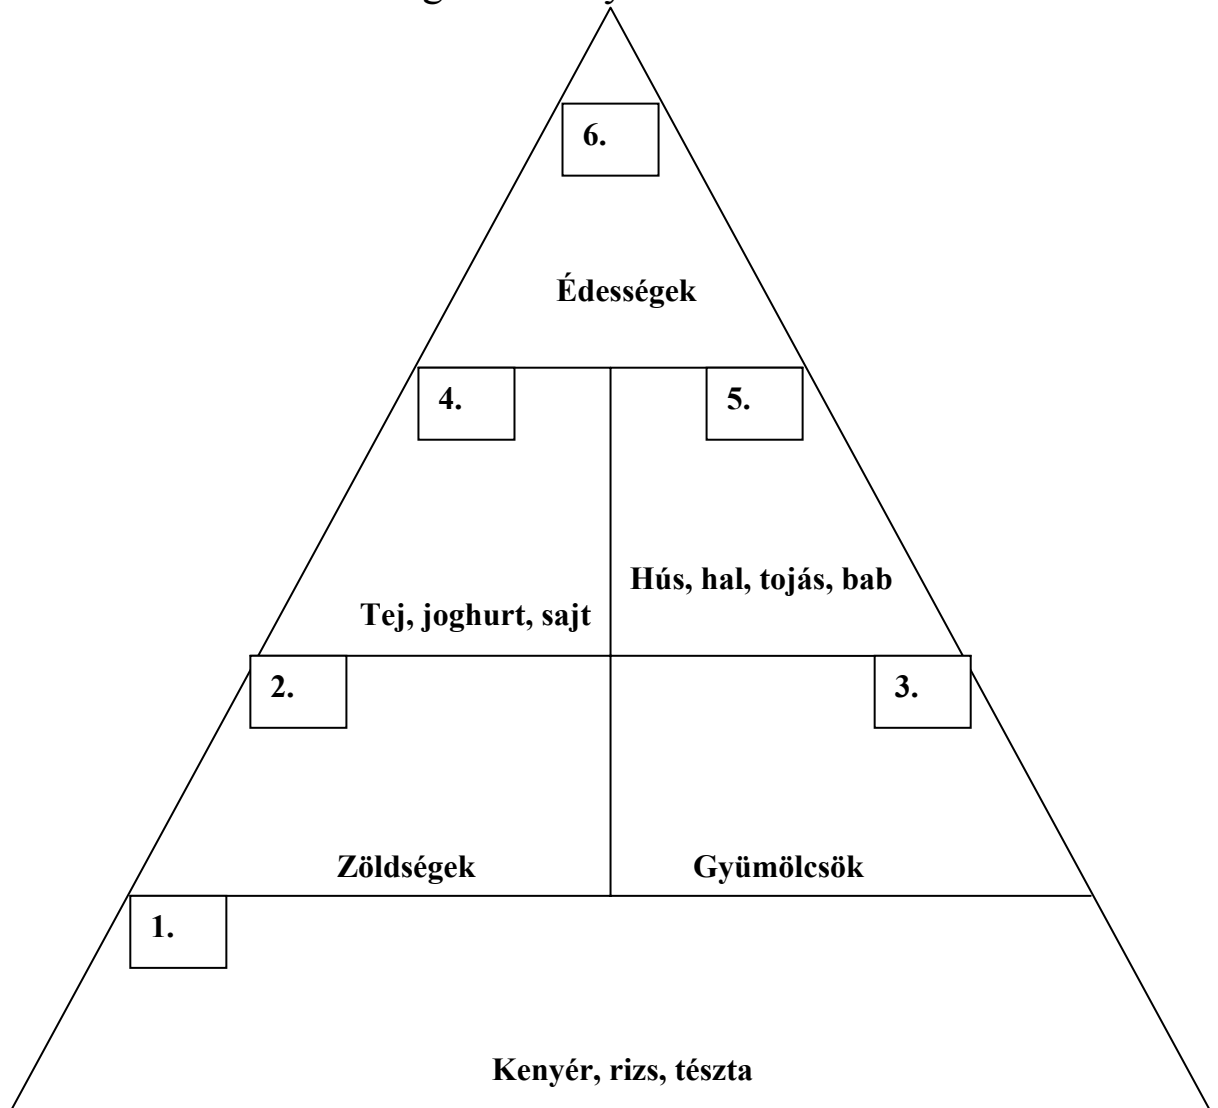 6.
Édességek
4.
5.
Hús, hal, tojás, bab
Tej, joghurt, sajt
2.
3.
Zöldségek
Gyümölcsök
1.
Kenyér, rizs, tészta